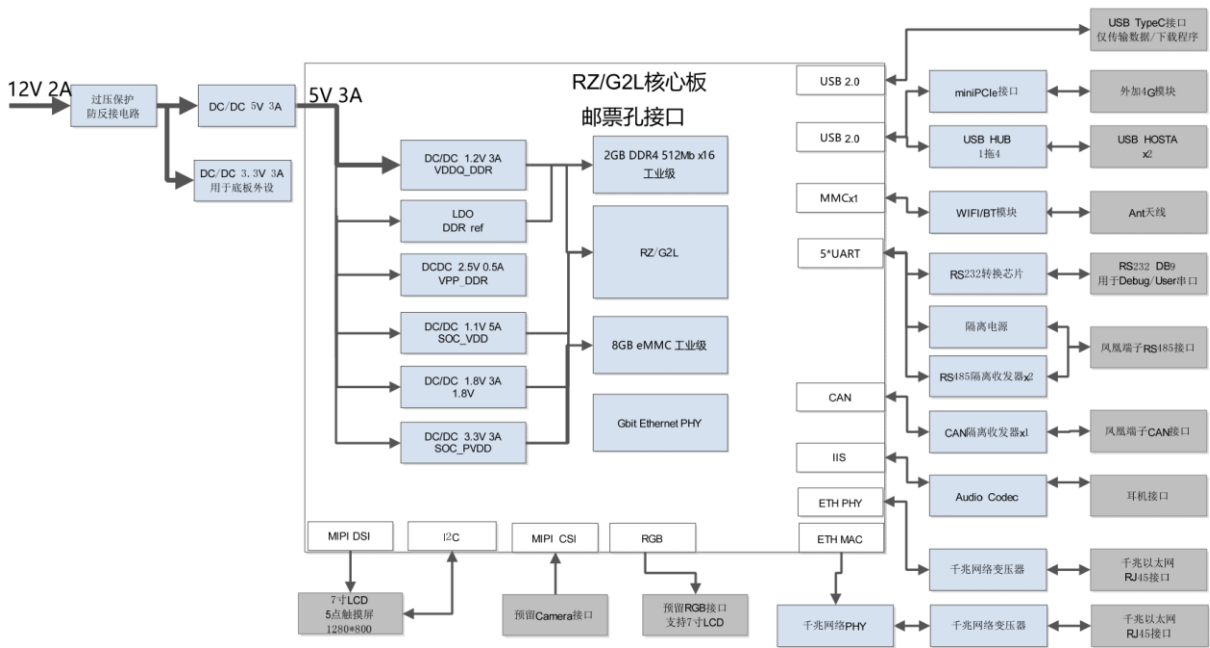 12V 2A
过压保护
防反接电路
DC/DC 5V 3A
DC/DC 3.3V 3A
用于底板外设
5V 3A
RZ/G2L核心板
邮票孔接口
DC/DC 1.2V 3A
VDDQ_DDR
LDO
DDR ref
DCDC 2.5V 0.5A
VPP_DDR
DC/DC 1.1V 5A
SOC_VDD
DC/DC 1.8V 3A
1.8V
DC/DC 3.3V 3A
SOC_PVDD
2GB DDR4 512Mb x16
工业级
RZ/G2L
8GB eMMC 工业级
Gbit Ethernet PHY
USB 2.0
USB 2.0
MMCx1
5*UART
CAN
IIS
ETH PHY
ETH MAC
MIPI DSI
I2C
MIPI CSI
RGB
7寸LCD
5点触摸屏
1280*800
预留Camera接口
预留RGB接口
支持7寸LCD
千兆网络PHY
miniPCIe接口
USB HUB
1拖4
WIFI/BT模块
RS232转换芯片
隔离电源
RS485隔离收发器x2
CAN隔离收发器x1
Audio Codec
千兆网络变压器
千兆网络变压器
USB TypeC接口
仅传输数据/下载程序
外加4G模块
USB HOSTA
x2
Ant天线
RS232 DB9
用于Debug/User串口
凤凰端子RS485接口
凤凰端子CAN接口
耳机接口
千兆以太网
RJ45接口
千兆以太网
RJ45接口